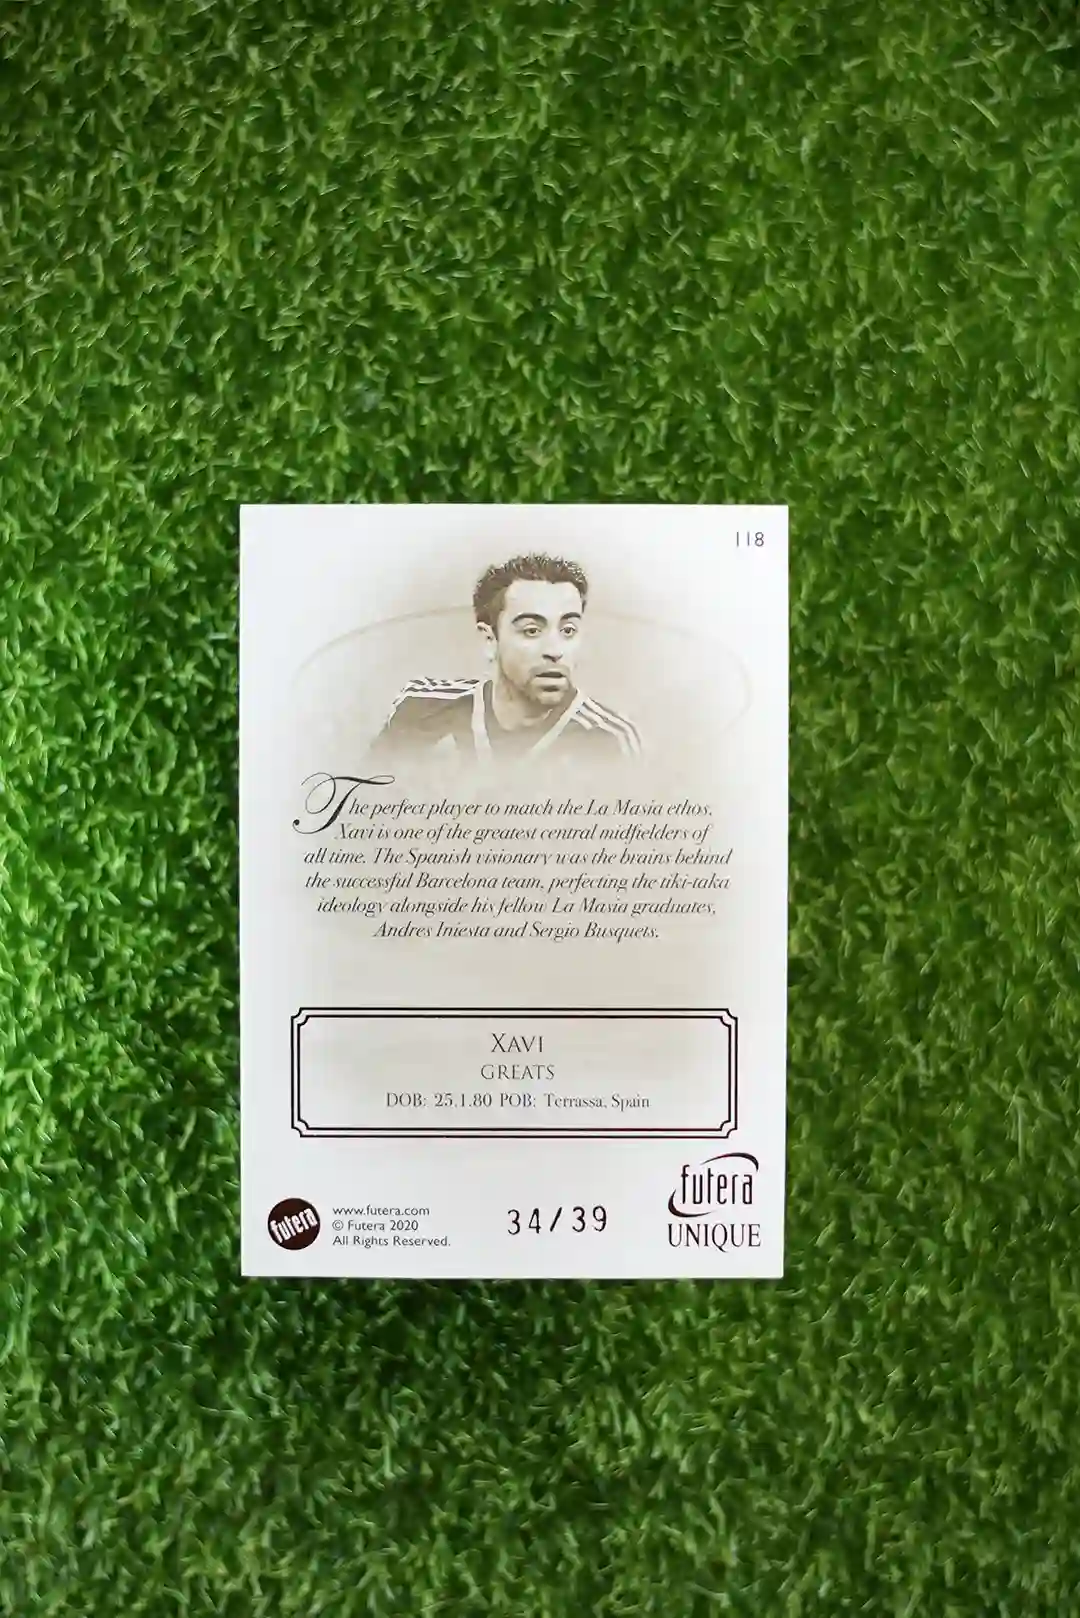 118
The perfect player to match the La Masia ethos.
Xavi is one of the greatest central midfielders of
all time. The Spanish visionary was the brains behind
the successful Barcelona team, perfecting the tiki-taka
ideology alongside his fellow La Masia graduates,
Andres Iniesta and Sergio Busquets.
XAVI
GREATS
DOB: 25.1.80 POB: Terrassa, Spain
futera
www.futera.com
© Futera 2020
All Rights Reserved.
34/39
futera
UNIQUE